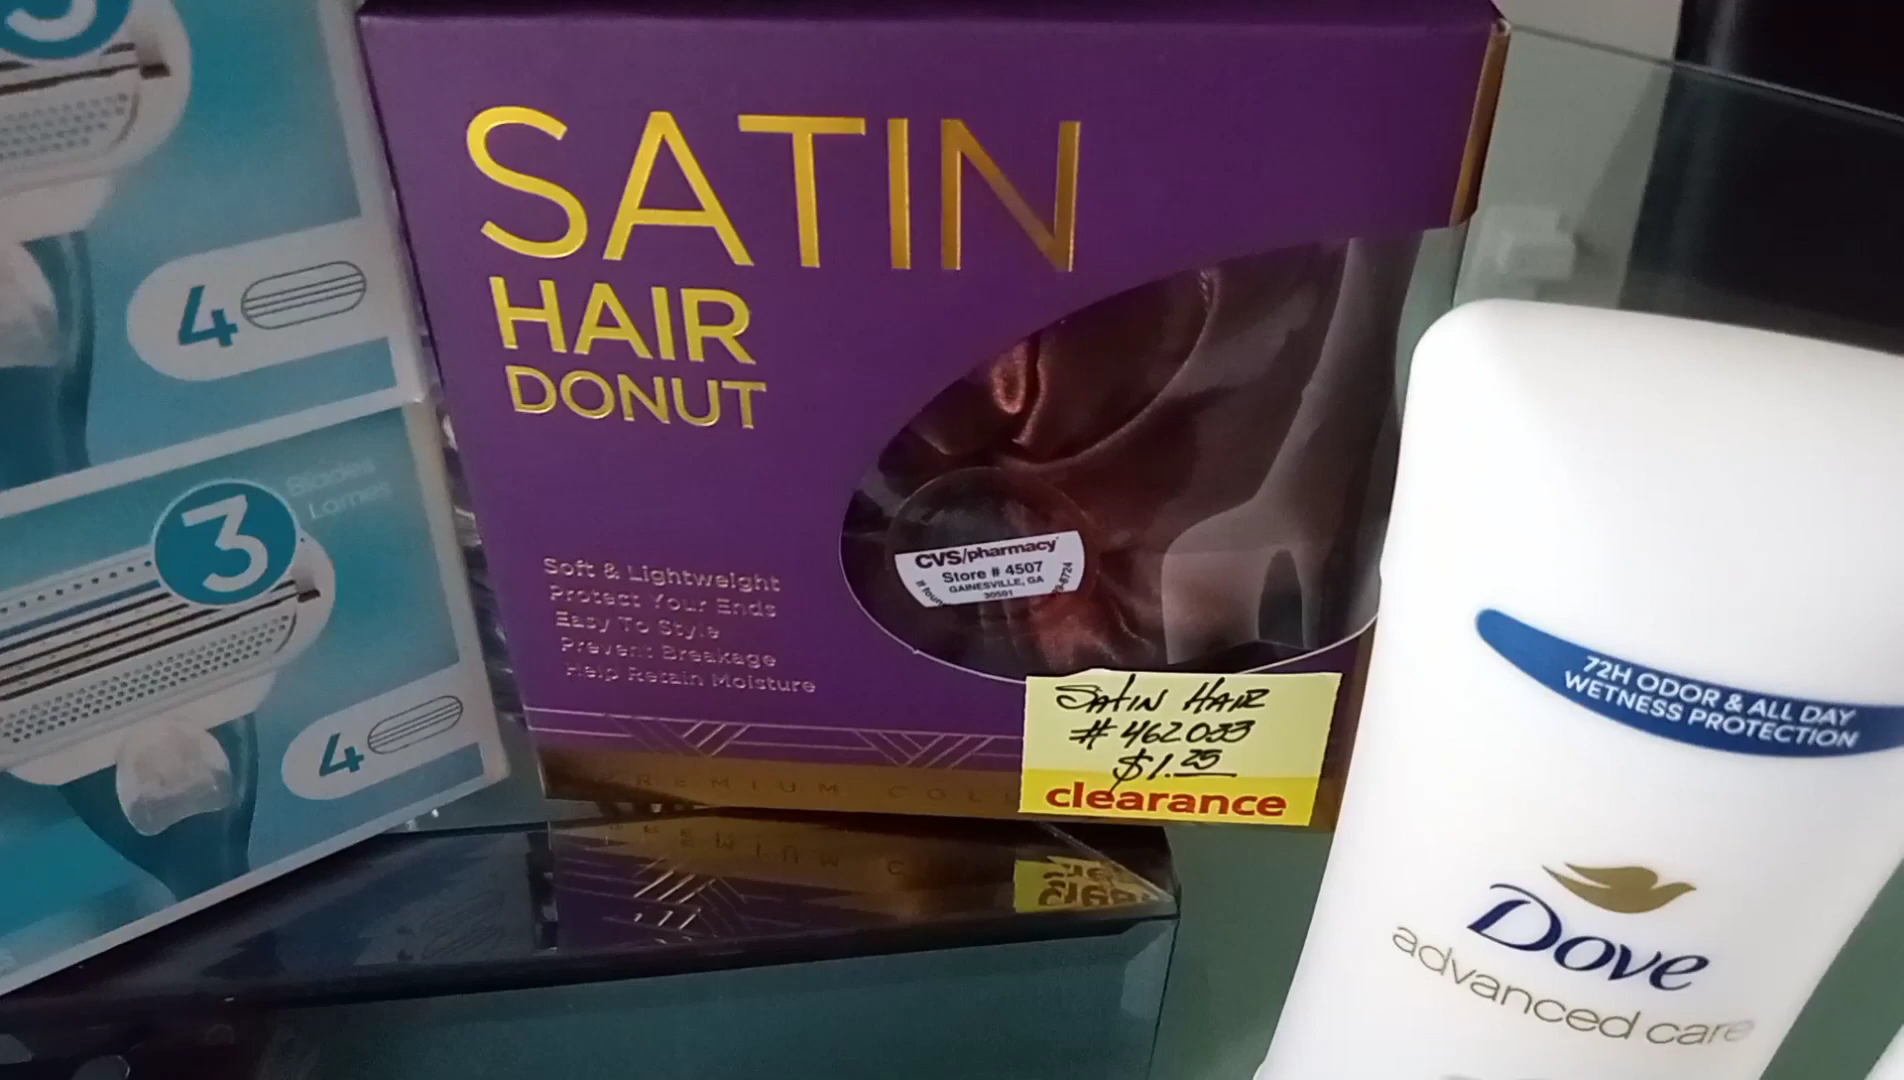 3
4
3
Blades
Lames
4
SATIN
HAIR
DONUT
Soft & Lightweight
Protect Your Ends
Easy To Style
Prevent Breakage
Help Retain Moisture
PREMIUM
CVS/pharmacy
Store # 4507
GAINESVILLE, GA
30501
SATIN HAIR
# 462033
$1.25
clearance
72H ODOR & ALL DAY
WETNESS PROTECTION
Dove
advanced care